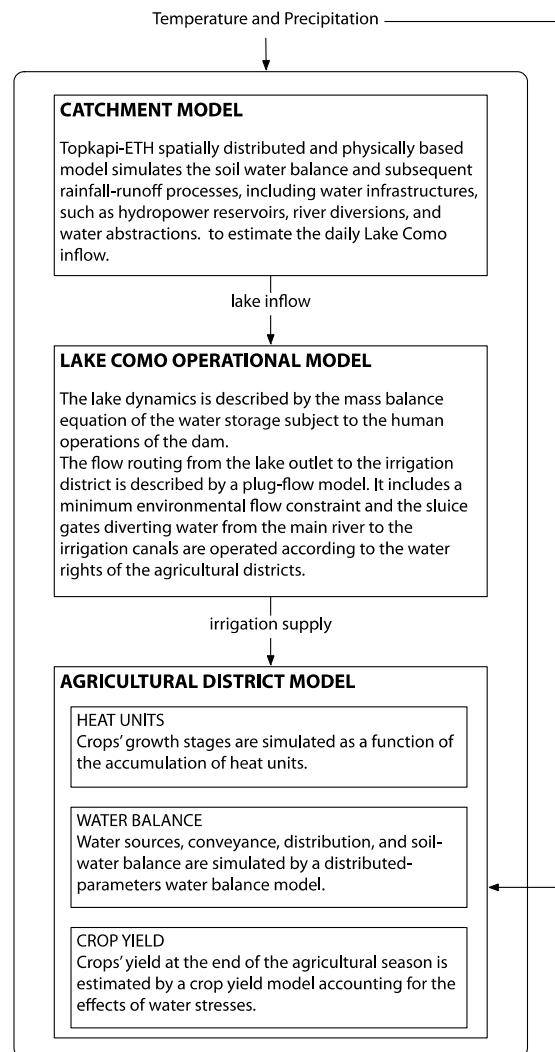 Temperature and Precipitation
CATCHMENT MODEL
Topkapi-ETH spatially distributed and physically based
model simulates the soil water balance and subsequent
rainfall-runoff processes, including water infrastructures,
such as hydropower reservoirs, river diversions, and
water abstractions.  to estimate the daily Lake Como
inflow.
lake inflow
LAKE COMO OPERATIONAL MODEL
The lake dynamics is described by the mass balance
equation of the water storage subject to the human
operations of the dam.
The flow routing from the lake outlet to the irrigation
district is described by a plug-flow model. It includes a
minimum environmental flow constraint and the sluice
gates diverting water from the main river to the
irrigation canals are operated according to the water
rights of the agricultural districts.
irrigation supply
AGRICULTURAL DISTRICT MODEL
HEAT UNITS
Crops' growth stages are simulated as a function of
the accumulation of heat units.
WATER BALANCE
Water sources, conveyance, distribution, and soil-
water balance are simulated by a distributed-
parameters water balance model.
CROP YIELD
Crops' yield at the end of the agricultural season is
estimated by a crop yield model accounting for the
effects of water stresses.